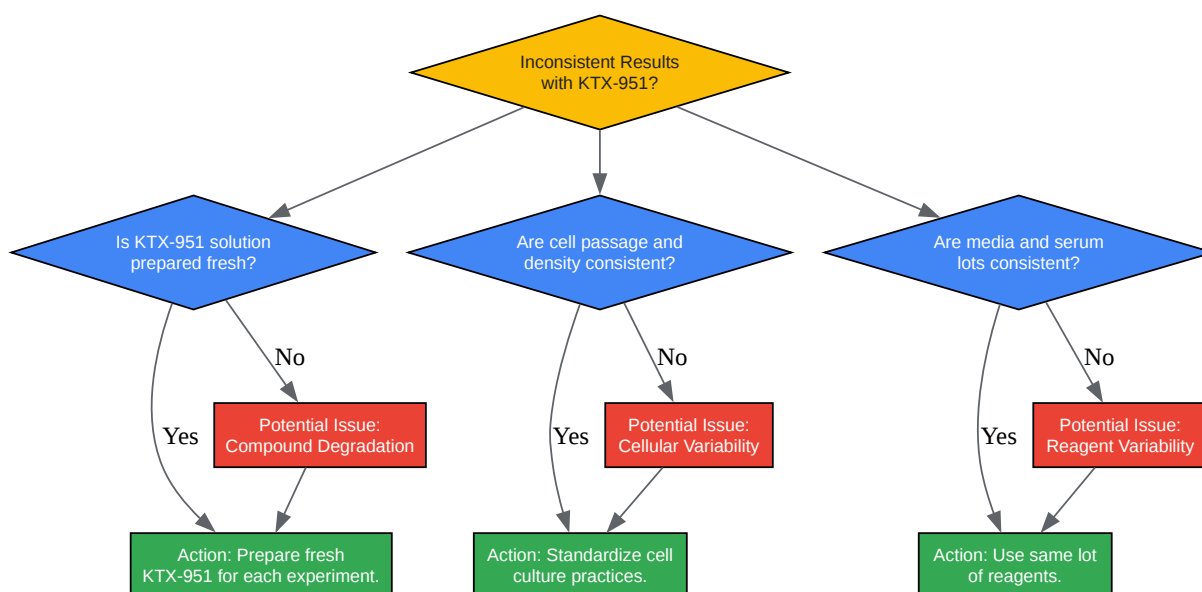 Inconsistent Results
with KTX-951?
Is KTX-951 solution
prepared fresh?
Are cell passage and
density consistent?
Are media and serum
lots consistent?
No
No
No
Yes
Potential Issue:
Compound Degradation
Yes
Potential Issue:
Cellular Variability
Yes
Potential Issue:
Reagent Variability
Action: Prepare fresh
KTX-951 for each experiment.
Action: Standardize cell
culture practices.
Action: Use same lot
of reagents.